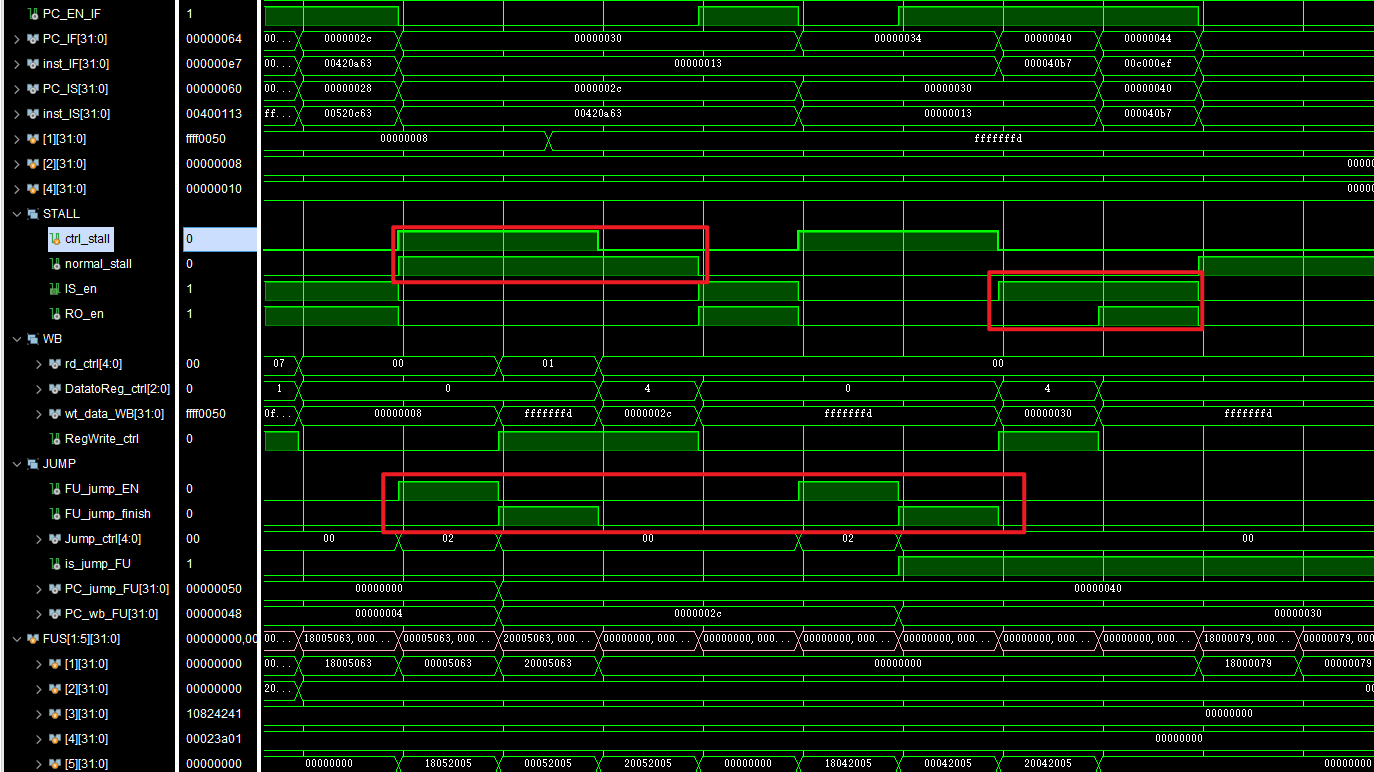 PC_EN_IF 1
PC_IF[31:0] 00000064 00... 0000002c 00000030 00000034 00000040 00000044
inst_IF[31:0] 000000e7 00... 00420a63 00000013 000040b7 00c000ef
PC_IS[31:0] 00000060 00... 00000028 0000002c 00000030 00000040
inst_IS[31:0] 00400113 ff... 00520c63 00420a63 00000013 000040b7
[1][31:0] ffff0050 00000008 fffffffd
[2][31:0] 00000008 0000
[4][31:0] 00000010 0000
STALL
ctrl_stall 0
normal_stall 0
IS_en 1
RO_en 1
WB
rd_ctrl[4:0] 00 07 00 01 00
DatatoReg_ctrl[2:0] 0 1 0 4 0 4
wt_data_WB[31:0] ffff0050 0f... 00000008 fffffffd 0000002c fffffffd 00000030 fffffffd
RegWrite_ctrl 0
JUMP
FU_jump_EN 0
FU_jump_finish 0
Jump_ctrl[4:0] 00 00 02 00 02 00
is_jump_FU 1
PC_jump_FU[31:0] 00000050 00000000 00000040
PC_wb_FU[31:0] 00000048 00000004 0000002c 00000030
FUS[1:5][31:0] 00000000,00 00... 18005063, 000... 00005063, 000... 20005063, 000... 00000000, 000... 00000000, 000... 00000000, 000... 00000000, 000... 00000000, 000... 00000000, 000... 18000079, 000... 00000079, 000
[1][31:0] 00000000 00... 18005063 00005063 20005063 00000000 18000079 00000079
[2][31:0] 00000000 20... 00
[3][31:0] 10824241 00000000
[4][31:0] 00023a01 00000000
[5][31:0] 00000000 00000000 18052005 00052005 20052005 00000000 18042005 00042005 20042005 00000000